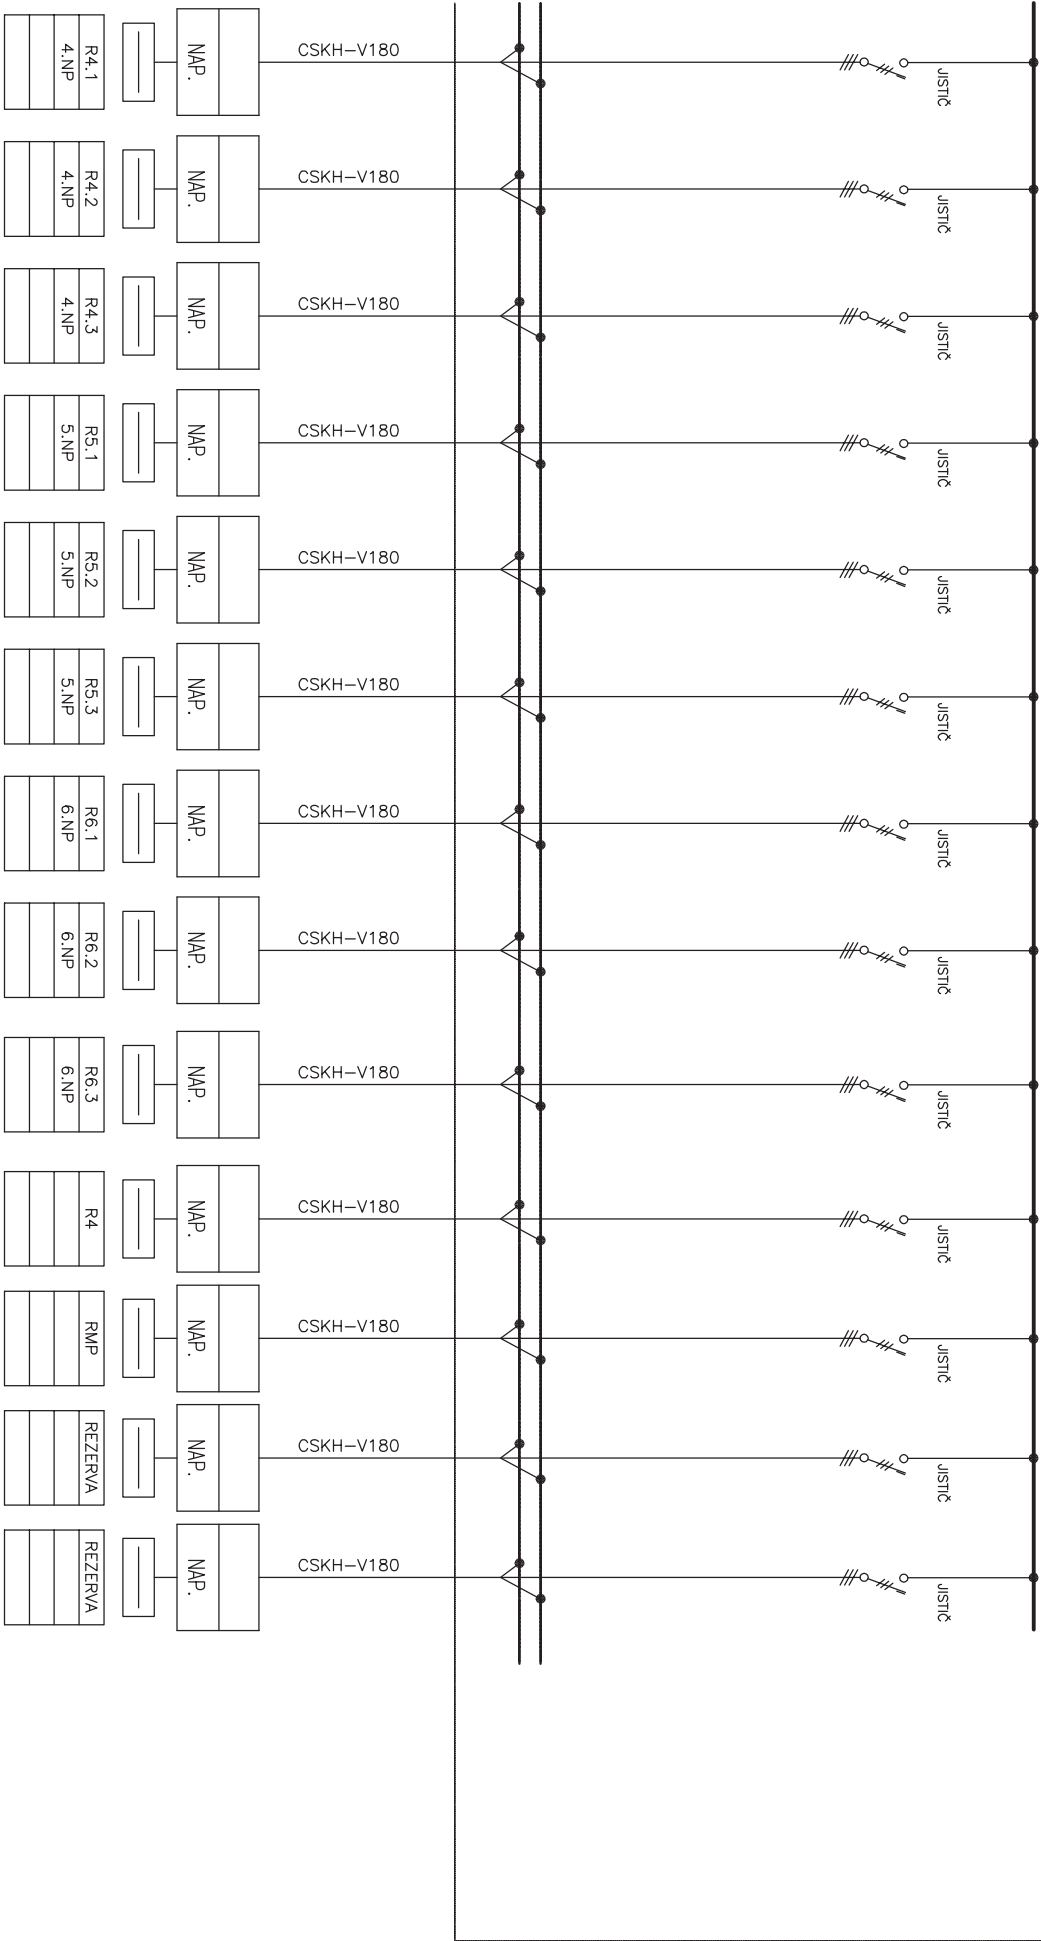 R4.1
4.NP
NAP.
CSKH-V180
JISTIČ
R4.2
4.NP
NAP.
CSKH-V180
JISTIČ
R4.3
4.NP
NAP.
CSKH-V180
JISTIČ
R5.1
5.NP
NAP.
CSKH-V180
JISTIČ
R5.2
5.NP
NAP.
CSKH-V180
JISTIČ
R5.3
5.NP
NAP.
CSKH-V180
JISTIČ
R6.1
6.NP
NAP.
CSKH-V180
JISTIČ
R6.2
6.NP
NAP.
CSKH-V180
JISTIČ
R6.3
6.NP
NAP.
CSKH-V180
JISTIČ
R4
NAP.
CSKH-V180
JISTIČ
RMP
NAP.
CSKH-V180
JISTIČ
REZERVA
NAP.
CSKH-V180
JISTIČ
REZERVA
NAP.
CSKH-V180
JISTIČ